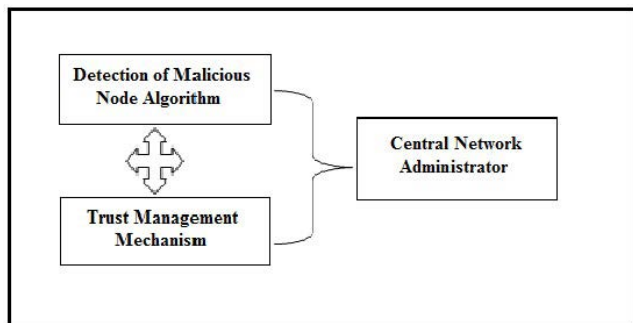 Detection of Malicious
Node Algorithm
Central Network
Administrator
Trust Management
Mechanism